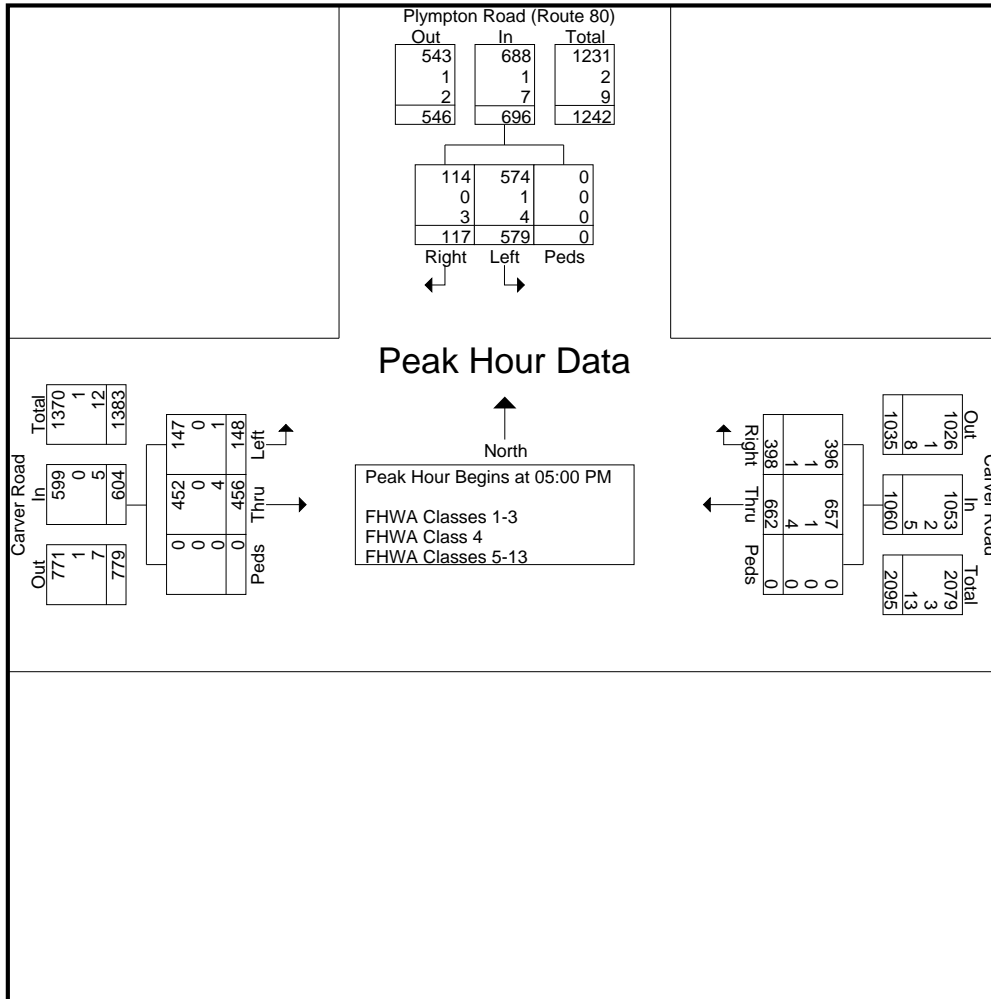 Plympton Road (Route 80)
Out In Total
543 688 1231
1 1 2
2 7 9
546 696 1242
114 574 0
0 1 0
3 4 0
117 579 0
Right Left Peds
Peak Hour Data
North
Peak Hour Begins at 05:00 PM
FHWA Classes 1-3
FHWA Class 4
FHWA Classes 5-13
Carver Road
Out In Total
771 599 1370
1 0 1
7 5 12
779 604 1383
Peds Thru Left
0 452 147
0 0 0
0 4 1
0 456 148
Carver Road
Out In Total
1026 1053 2079
1 2 3
8 5 13
1035 1060 2095
396 657 0
1 1 0
1 4 0
398 662 0
Right Thru Peds